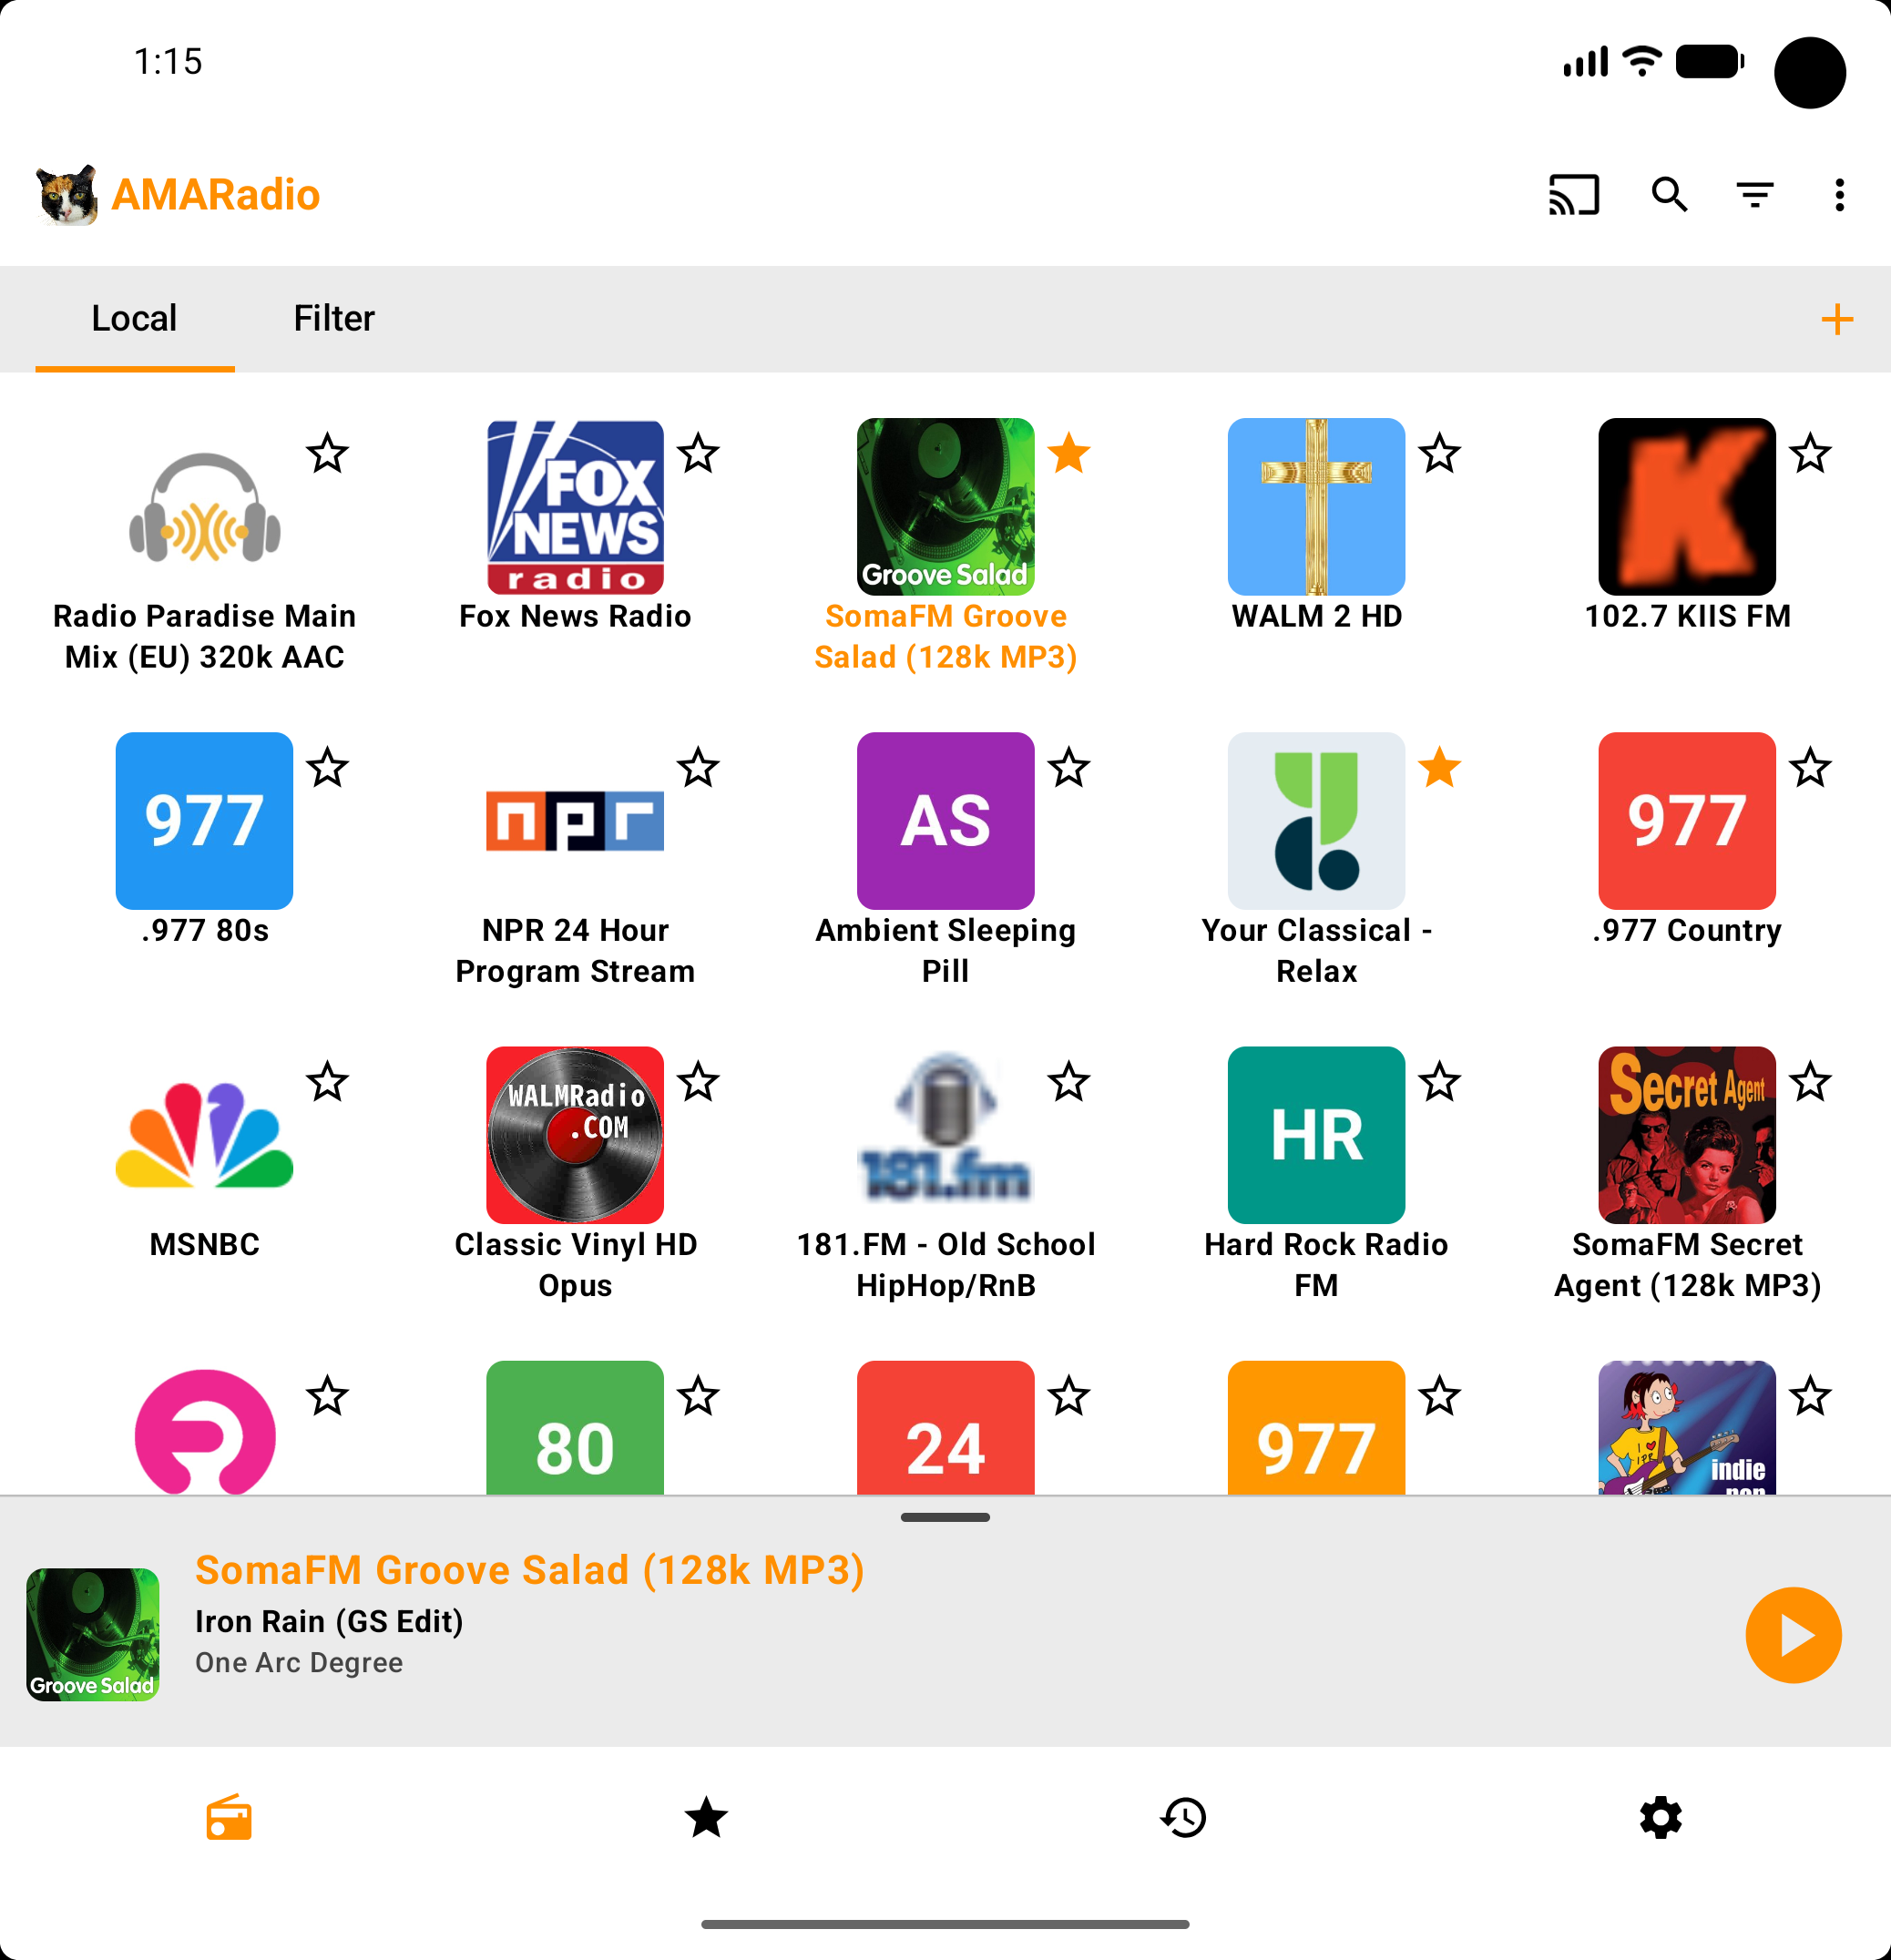 1:15
AMARadio
Local
Filter
FOX
NEWS
radio
Groove Salad
K
Radio Paradise Main
Mix (EU) 320k AAC
Fox News Radio
SomaFM Groove
Salad (128k MP3)
WALM 2 HD
102.7 KIIS FM
977
npr
AS
977
.977 80s
NPR 24 Hour
Program Stream
Ambient Sleeping
Pill
Your Classical -
Relax
.977 Country
WALMRadio
.COM
181.fm
HR
Secret Agent
MSNBC
Classic Vinyl HD
Opus
181.FM - Old School
HipHop/RnB
Hard Rock Radio
FM
SomaFM Secret
Agent (128k MP3)
80
24
977
I
IPP
indie
pop
SomaFM Groove Salad (128k MP3)
Iron Rain (GS Edit)
One Arc Degree
Groove Salad